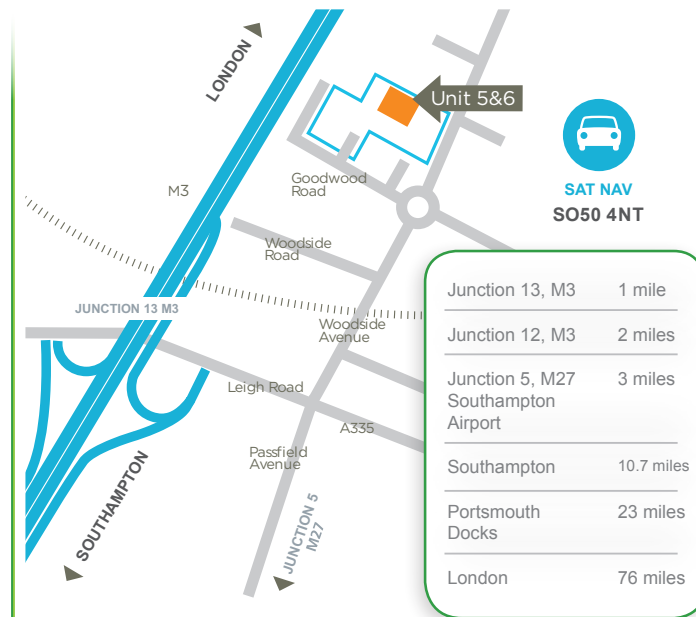 LONDON
Unit 5&6
M3
Goodwood
Road
SAT NAV
SO50 4NT
Woodside
Road
JUNCTION 13 M3
Woodside
Avenue
Leigh Road
A335
Passfield
Avenue
SOUTHAMPTON
JUNCTION 5
M27
Junction 13, M3 1 mile
Junction 12, M3 2 miles
Junction 5, M27 3 miles
Southampton
Airport
Southampton 10.7 miles
Portsmouth 23 miles
Docks
London 76 miles